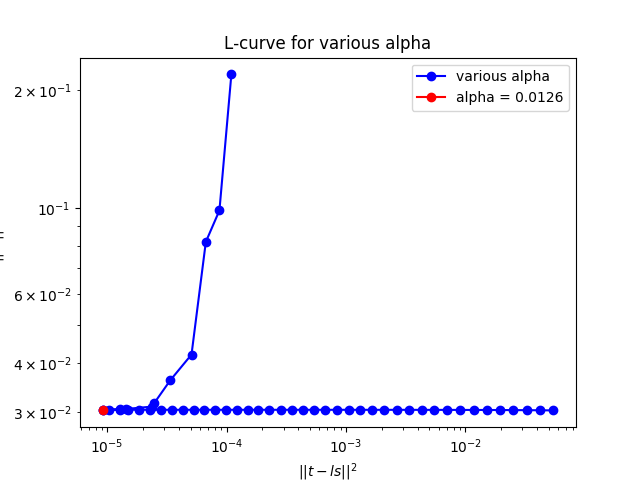 L-curve for various alpha
various alpha
alpha = 0.0126
2 × 10⁻¹
10⁻¹
6 × 10⁻²
4 × 10⁻²
3 × 10⁻²
10⁻⁵ 10⁻⁴ 10⁻³ 10⁻²
||t − ls||²